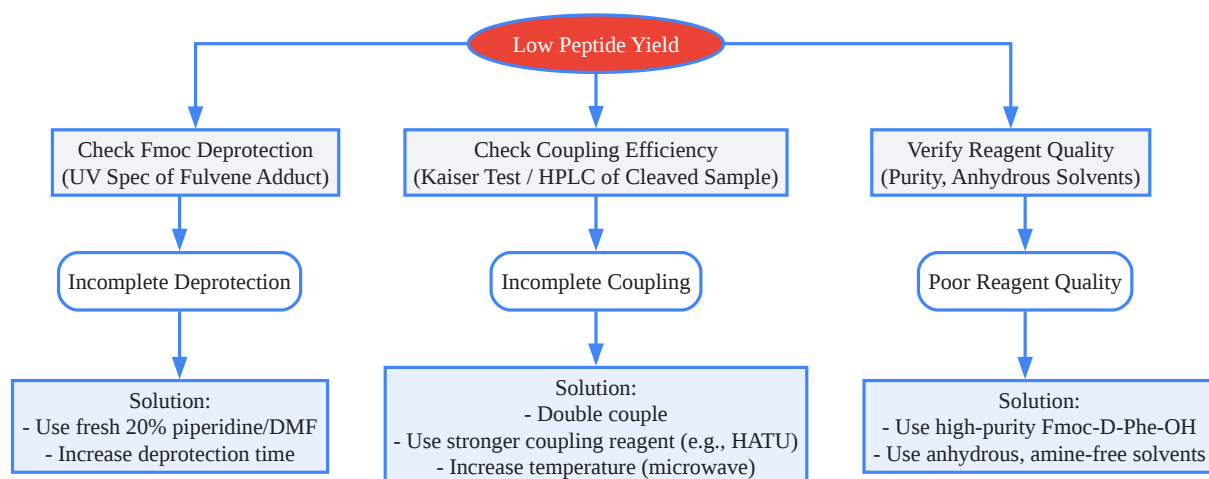 Low Peptide Yield
Check Fmoc Deprotection
(UV Spec of Fulvene Adduct)
Check Coupling Efficiency
(Kaiser Test / HPLC of Cleaved Sample)
Verify Reagent Quality
(Purity, Anhydrous Solvents)
Incomplete Deprotection
Incomplete Coupling
Poor Reagent Quality
Solution:
- Use fresh 20% piperidine/DMF
- Increase deprotection time
Solution:
- Double couple
- Use stronger coupling reagent (e.g., HATU)
- Increase temperature (microwave)
Solution:
- Use high-purity Fmoc-D-Phe-OH
- Use anhydrous, amine-free solvents